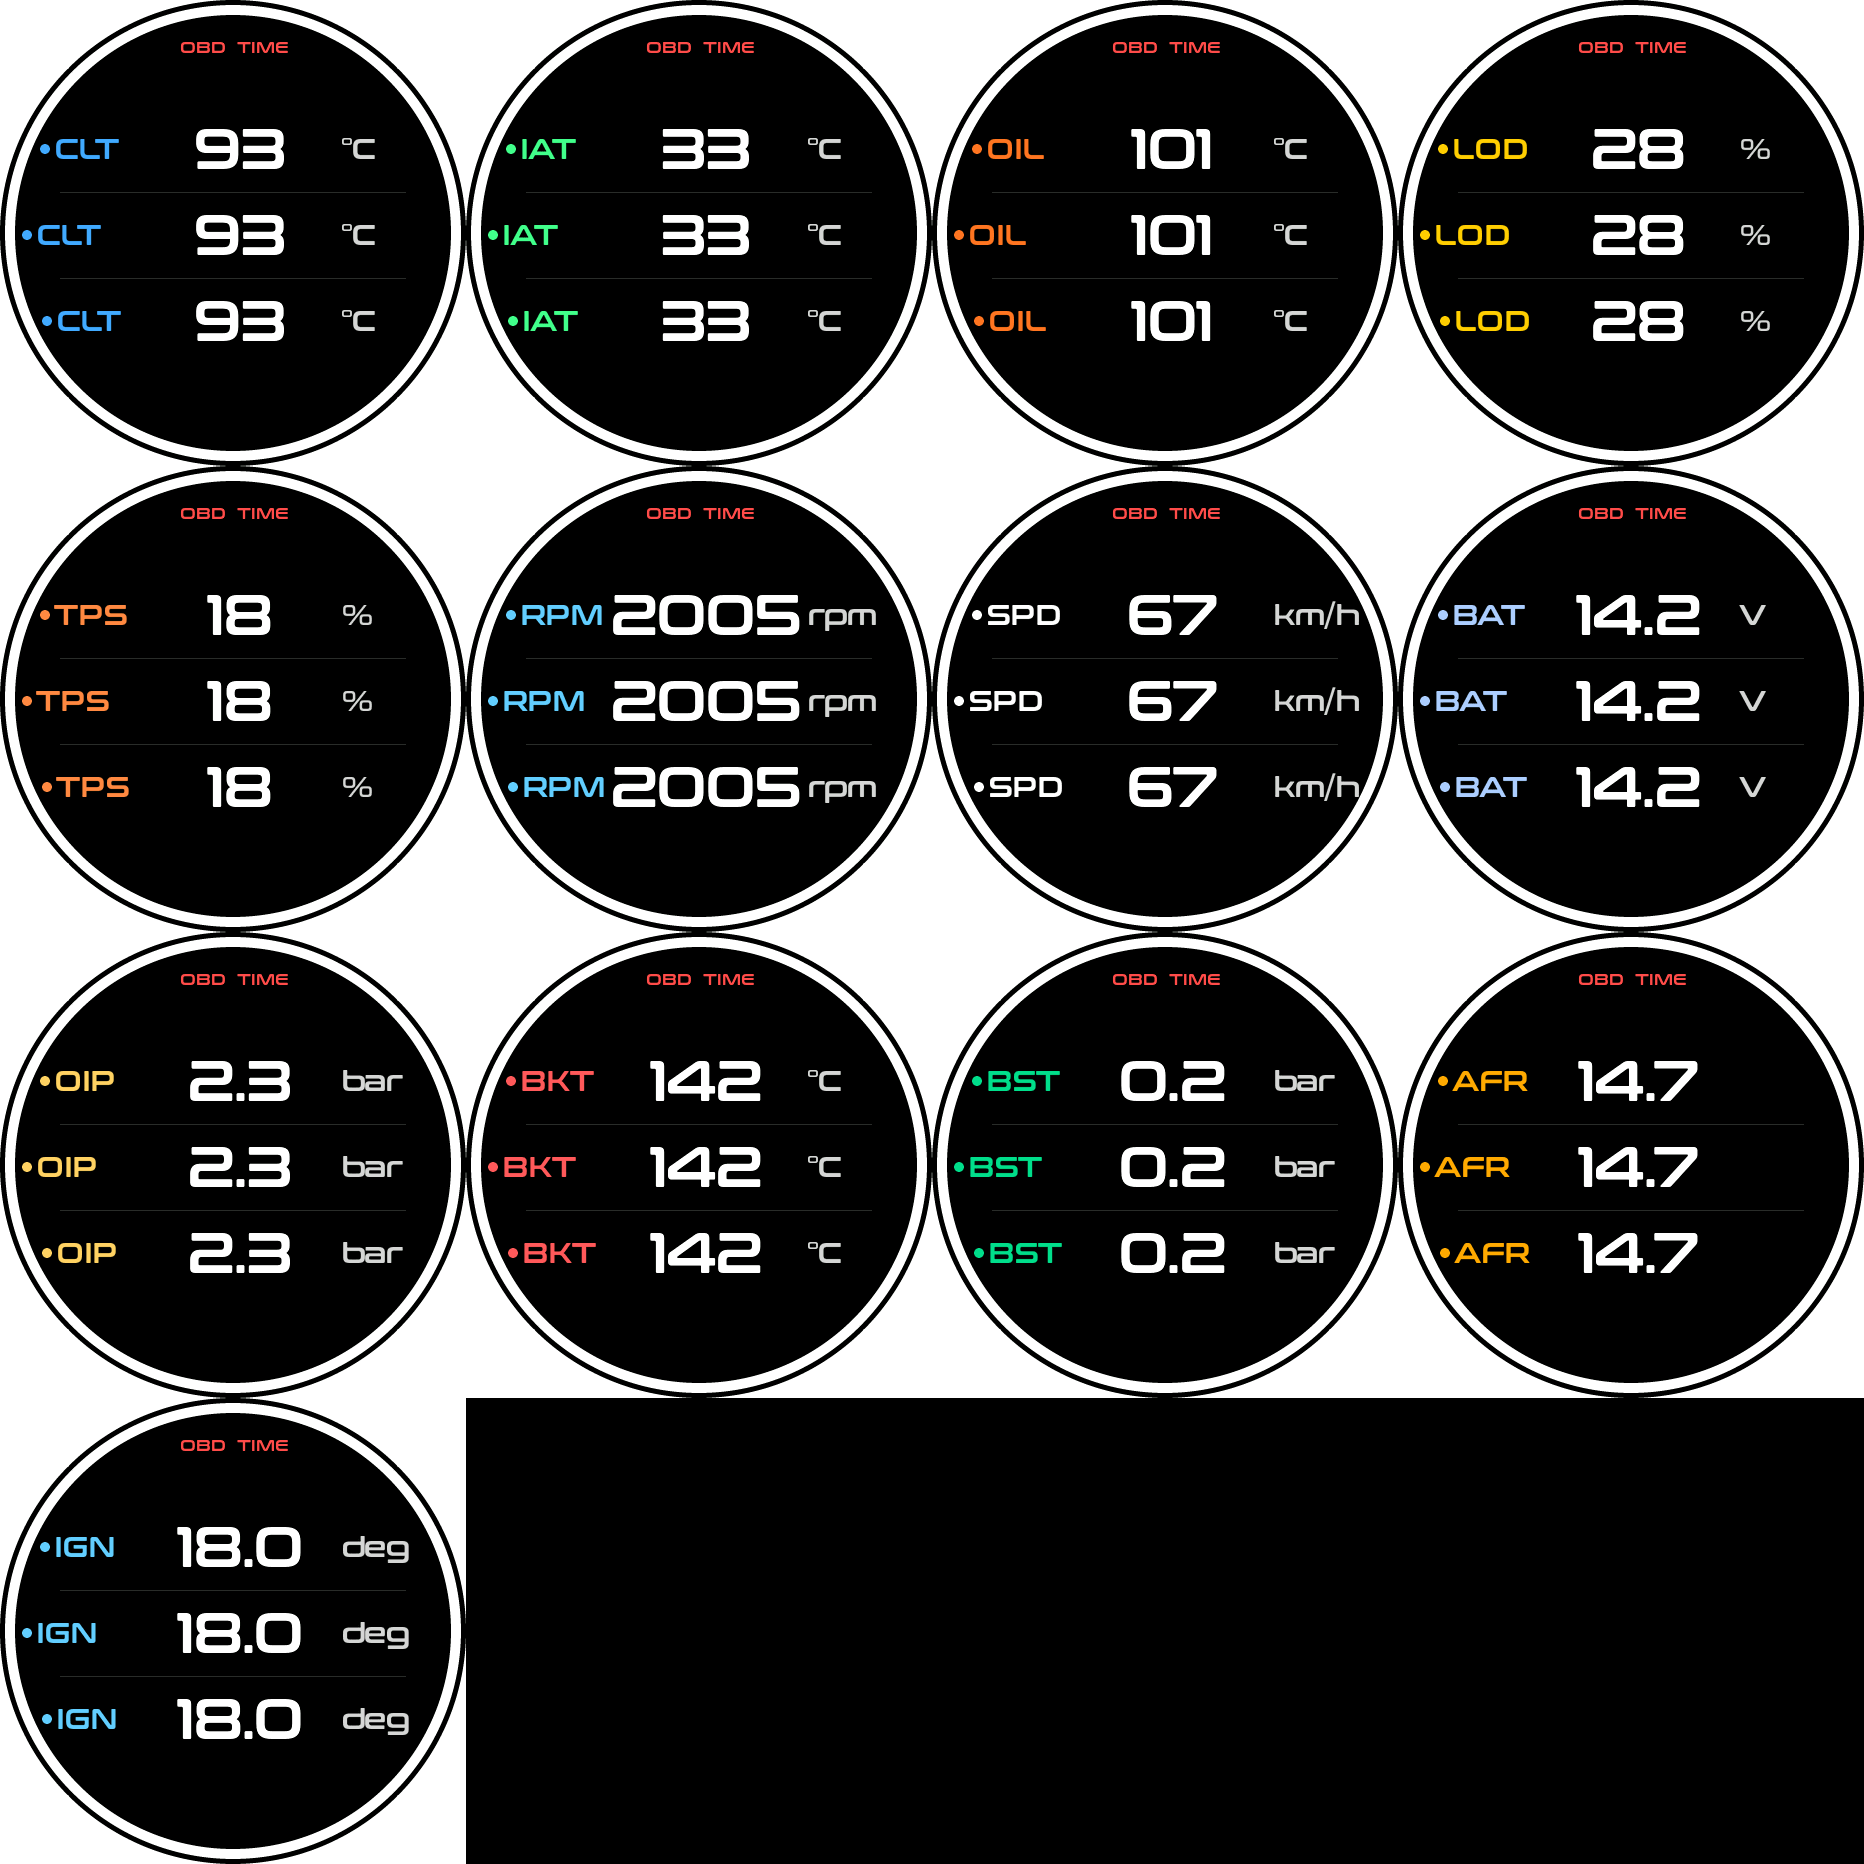 OBD TIME
CLT 93 °C
CLT 93 °C
CLT 93 °C
OBD TIME
IAT 33 °C
IAT 33 °C
IAT 33 °C
OBD TIME
OIL 101 °C
OIL 101 °C
OIL 101 °C
OBD TIME
LOD 28 %
LOD 28 %
LOD 28 %
OBD TIME
TPS 18 %
TPS 18 %
TPS 18 %
OBD TIME
RPM 2005 rpm
RPM 2005 rpm
RPM 2005 rpm
OBD TIME
SPD 67 km/h
SPD 67 km/h
SPD 67 km/h
OBD TIME
BAT 14.2 V
BAT 14.2 V
BAT 14.2 V
OBD TIME
OIP 2.3 bar
OIP 2.3 bar
OIP 2.3 bar
OBD TIME
BKT 142 °C
BKT 142 °C
BKT 142 °C
OBD TIME
BST 0.2 bar
BST 0.2 bar
BST 0.2 bar
OBD TIME
AFR 14.7
AFR 14.7
AFR 14.7
OBD TIME
IGN 18.0 deg
IGN 18.0 deg
IGN 18.0 deg